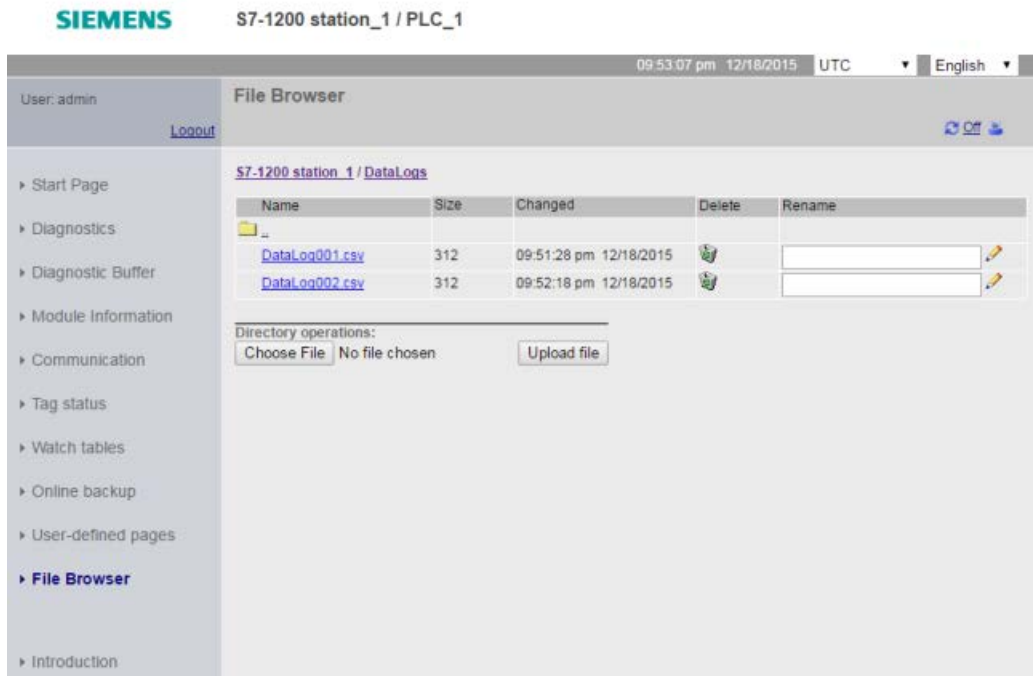 SIEMENS S7-1200 station_1 / PLC_1
09:53:07 pm 12/18/2015 UTC English
User: admin
File Browser
Logout
Off
S7-1200 station_1 / DataLogs
Start Page
Name Size Changed Delete Rename
Diagnostics
..
DataLog001.csv 312 09:51:28 pm 12/18/2015
Diagnostic Buffer
DataLog002.csv 312 09:52:18 pm 12/18/2015
Module Information
Directory operations:
Choose File No file chosen Upload file
Communication
Tag status
Watch tables
Online backup
User-defined pages
File Browser
Introduction